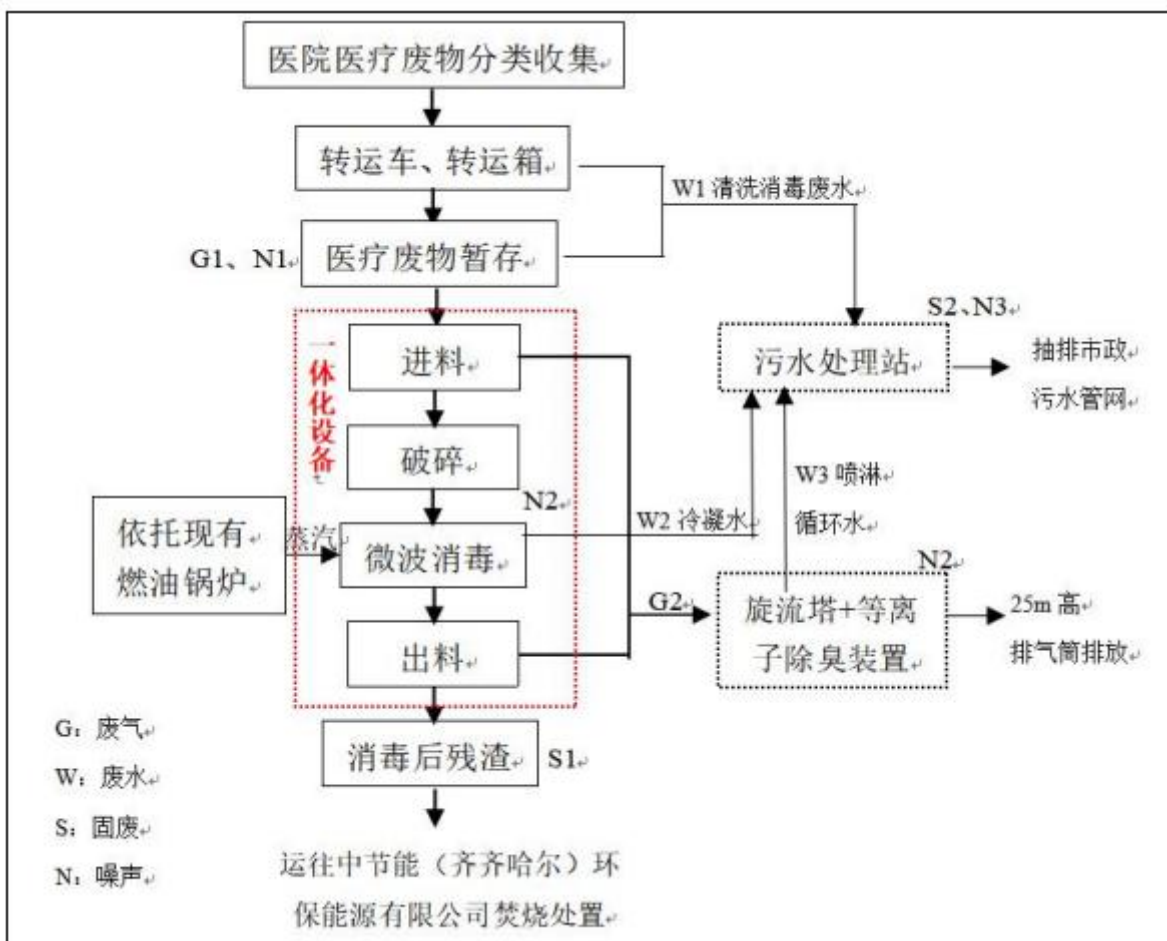 医院医疗废物分类收集
转运车、转运箱
W1 清洗消毒废水
G1、N1
医疗废物暂存
S2、N3
一体化设备
进料
污水处理站
抽排市政
污水管网
破碎
N2
W3 喷淋
循环水
依托现有
燃油锅炉
蒸汽
微波消毒
W2 冷凝水
N2
G2
旋流塔+等离
子除臭装置
25m 高
排气筒排放
出料
G：废气
W：废水
S：固废
N：噪声
消毒后残渣
S1
运往中节能（齐齐哈尔）环
保能源有限公司焚烧处置